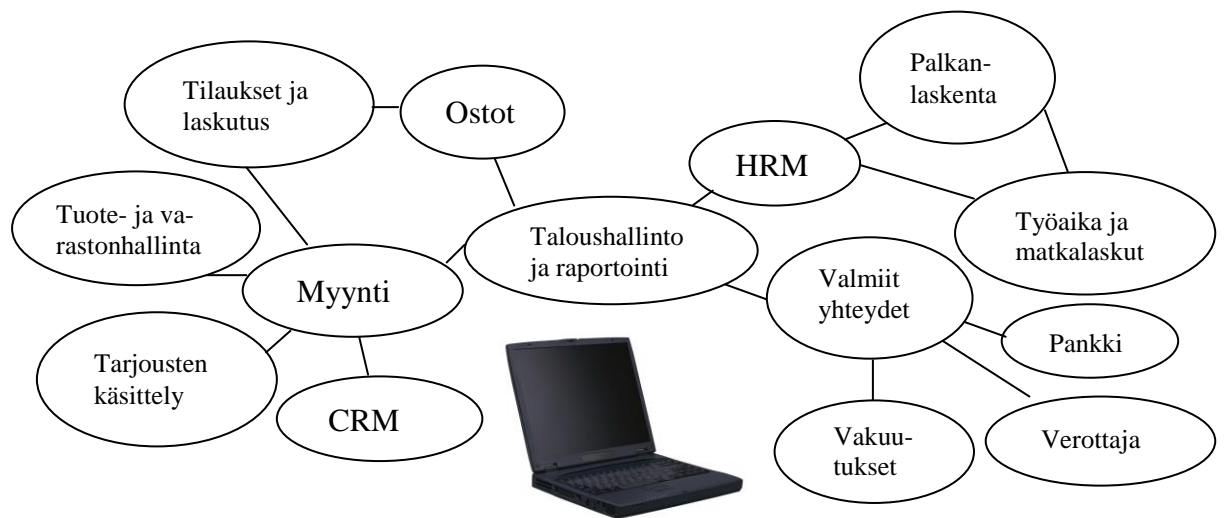 Tilaukset ja
laskutus
Ostot
Palkan-
laskenta
HRM
Tuote- ja va-
rastonhallinta
Taloushallinto
ja raportointi
Työaika ja
matkalaskut
Myynti
Valmiit
yhteydet
Pankki
Tarjousten
käsittely
CRM
Vakuu-
tukset
Verottaja